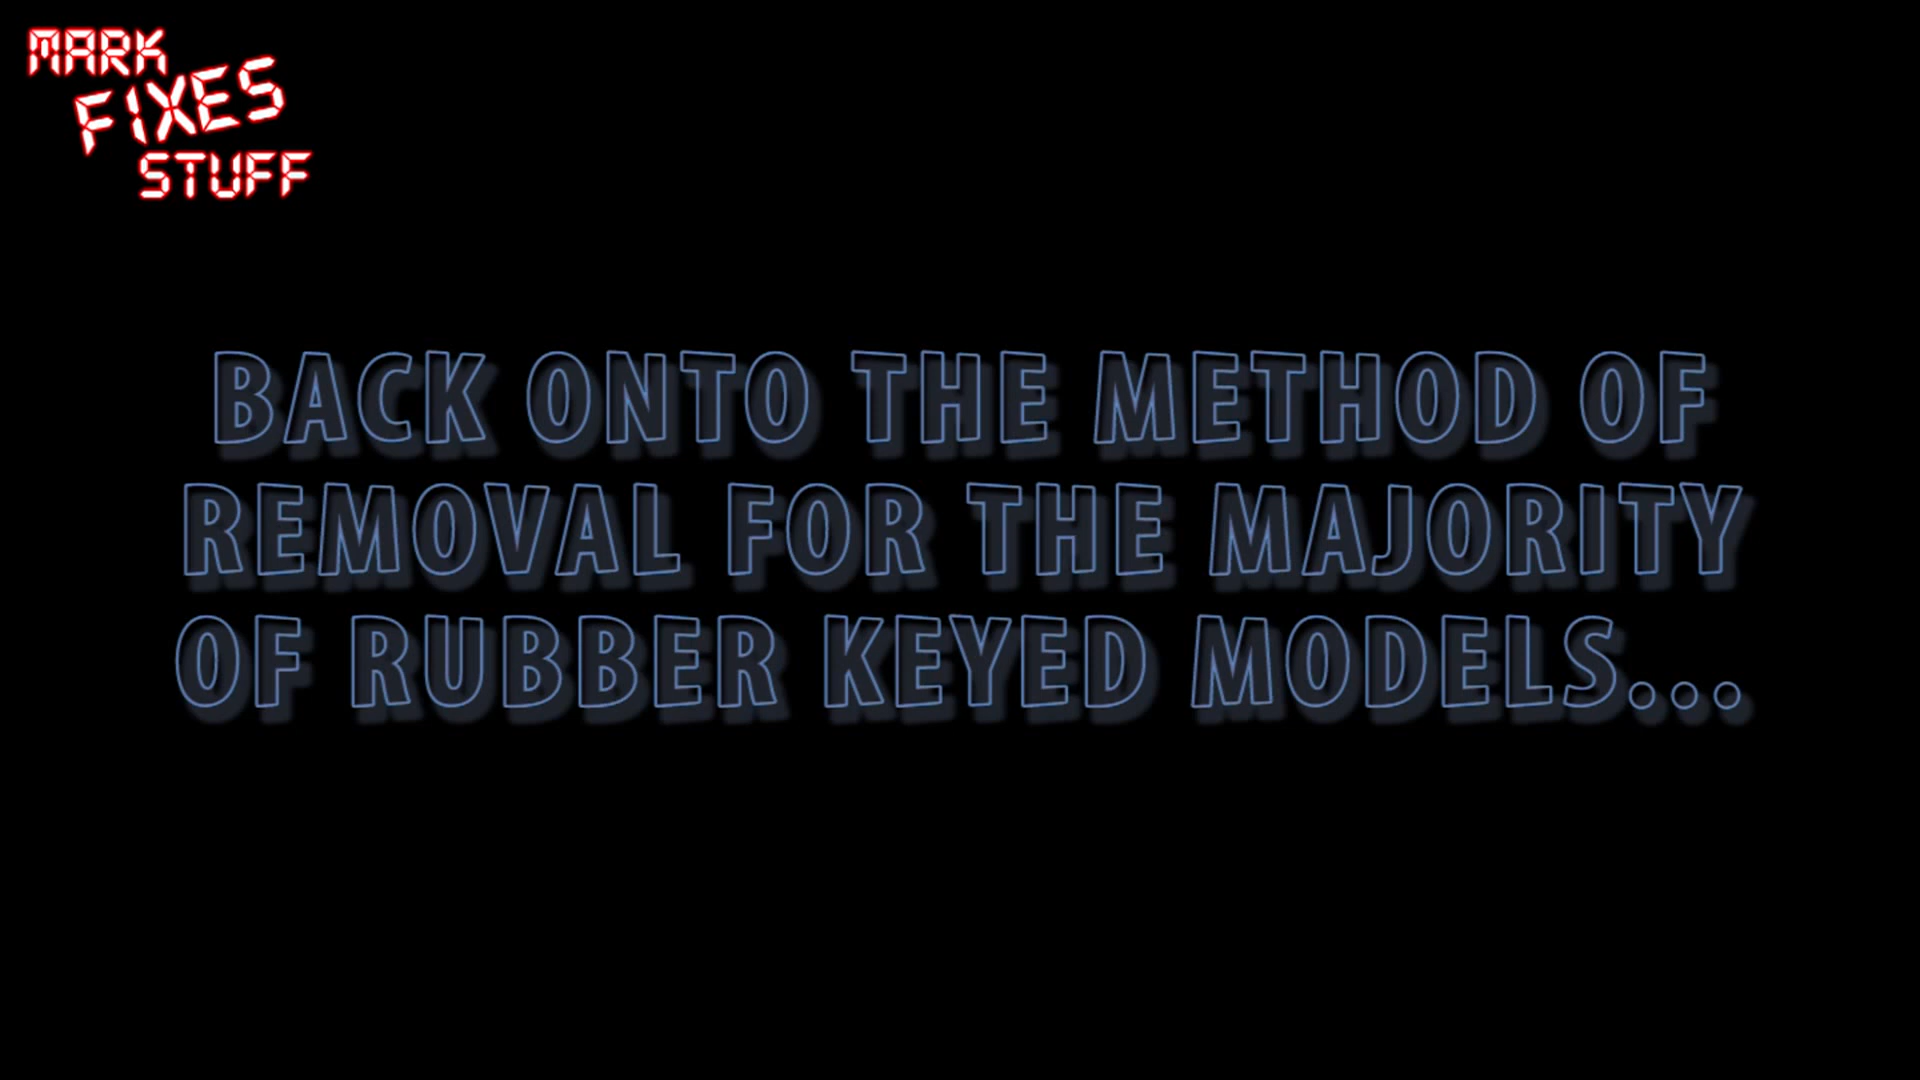 MARK
FIXES
STUFF
BACK ONTO THE METHOD OF
REMOVAL FOR THE MAJORITY
OF RUBBER KEYED MODELS...